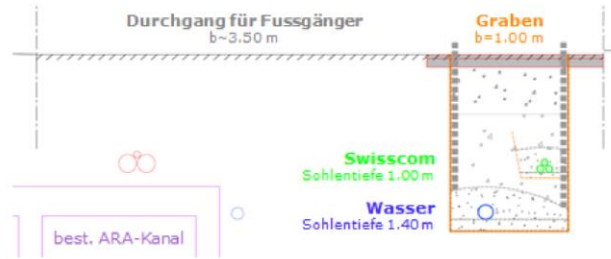 Durchgang für Fussgänger
b~3.50 m
Graben
b=1.00 m
Swisscom
Sohlentiefe 1.00 m
Wasser
Sohlentiefe 1.40 m
best. ARA-Kanal